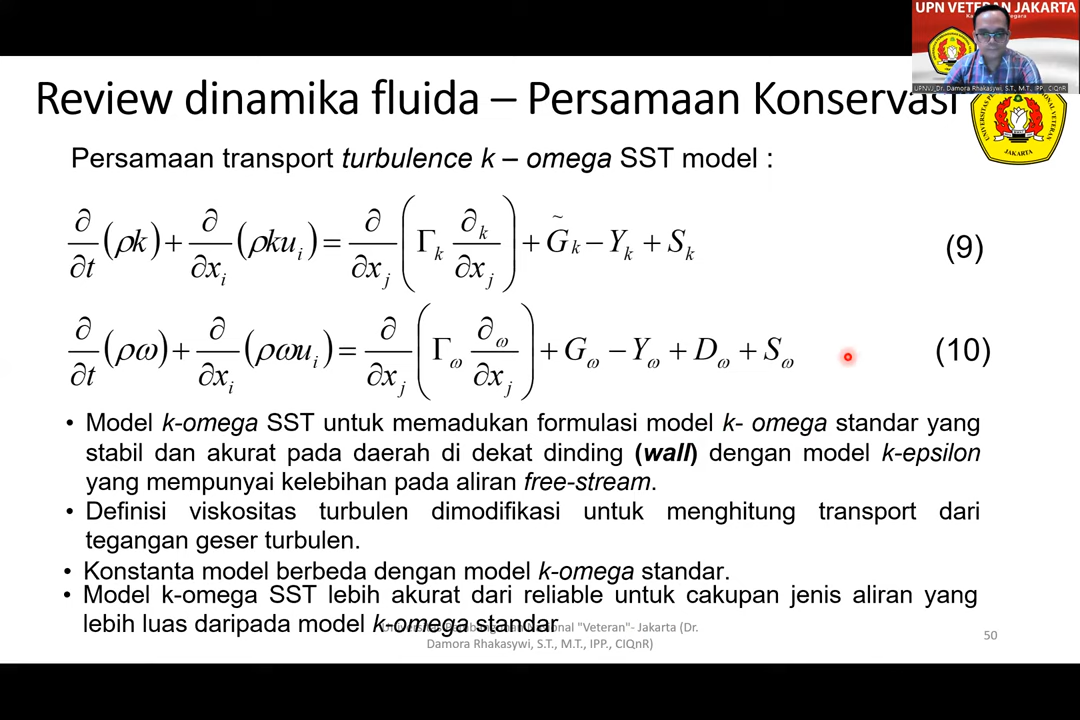 UPN VETERAN JAKARTA
UPNVJ_Dr. Damora Rhakasywi, S.T., M.T., IPP., CIQnR
Review dinamika fluida – Persamaan Konservasi
JAKARTA
Persamaan transport turbulence k – omega SST model :
∂/∂t (ρk) + ∂/∂x_i (ρku_i) = ∂/∂x_j (Γ_k ∂_k/∂x_j) + G̃_k − Y_k + S_k (9)
∂/∂t (ρω) + ∂/∂x_i (ρωu_i) = ∂/∂x_j (Γ_ω ∂_ω/∂x_j) + G_ω − Y_ω + D_ω + S_ω (10)
• Model k-omega SST untuk memadukan formulasi model k- omega standar yang
stabil dan akurat pada daerah di dekat dinding (wall) dengan model k-epsilon
yang mempunyai kelebihan pada aliran free-stream.
• Definisi viskositas turbulen dimodifikasi untuk menghitung transport dari
tegangan geser turbulen.
• Konstanta model berbeda dengan model k-omega standar.
• Model k-omega SST lebih akurat dari reliable untuk cakupan jenis aliran yang
lebih luas daripada model k-omega standar
"Veteran"- Jakarta (Dr.
Damora Rhakasywi, S.T., M.T., IPP., CIQnR)
50